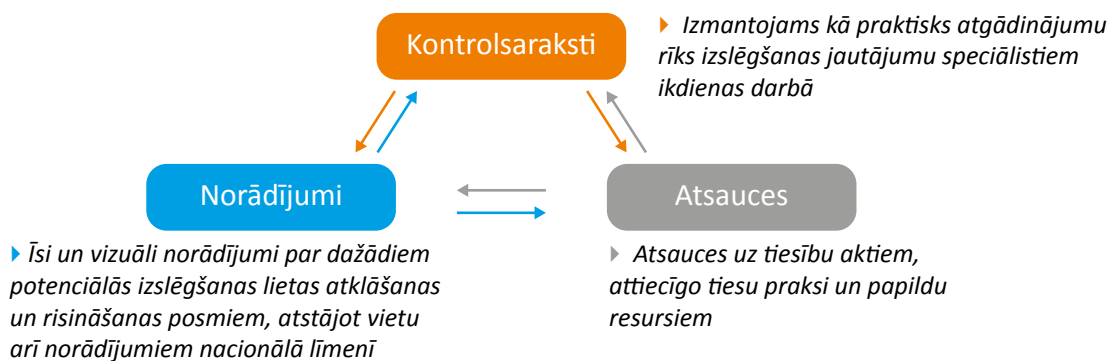 Kontrolsaraksti
Izmantojams kā praktisks atgādinājumu
rīks izslēgšanas jautājumu speciālistiem
ikdienas darbā
Norādījumi
Atsauces
Īsi un vizuāli norādījumi par dažādiem
potenciālās izslēgšanas lietas atklāšanas
un risināšanas posmiem, atstājot vietu
arī norādījumiem nacionālā līmenī
Atsauces uz tiesību aktiem,
attiecīgo tiesu praksi un papildu
resursiem